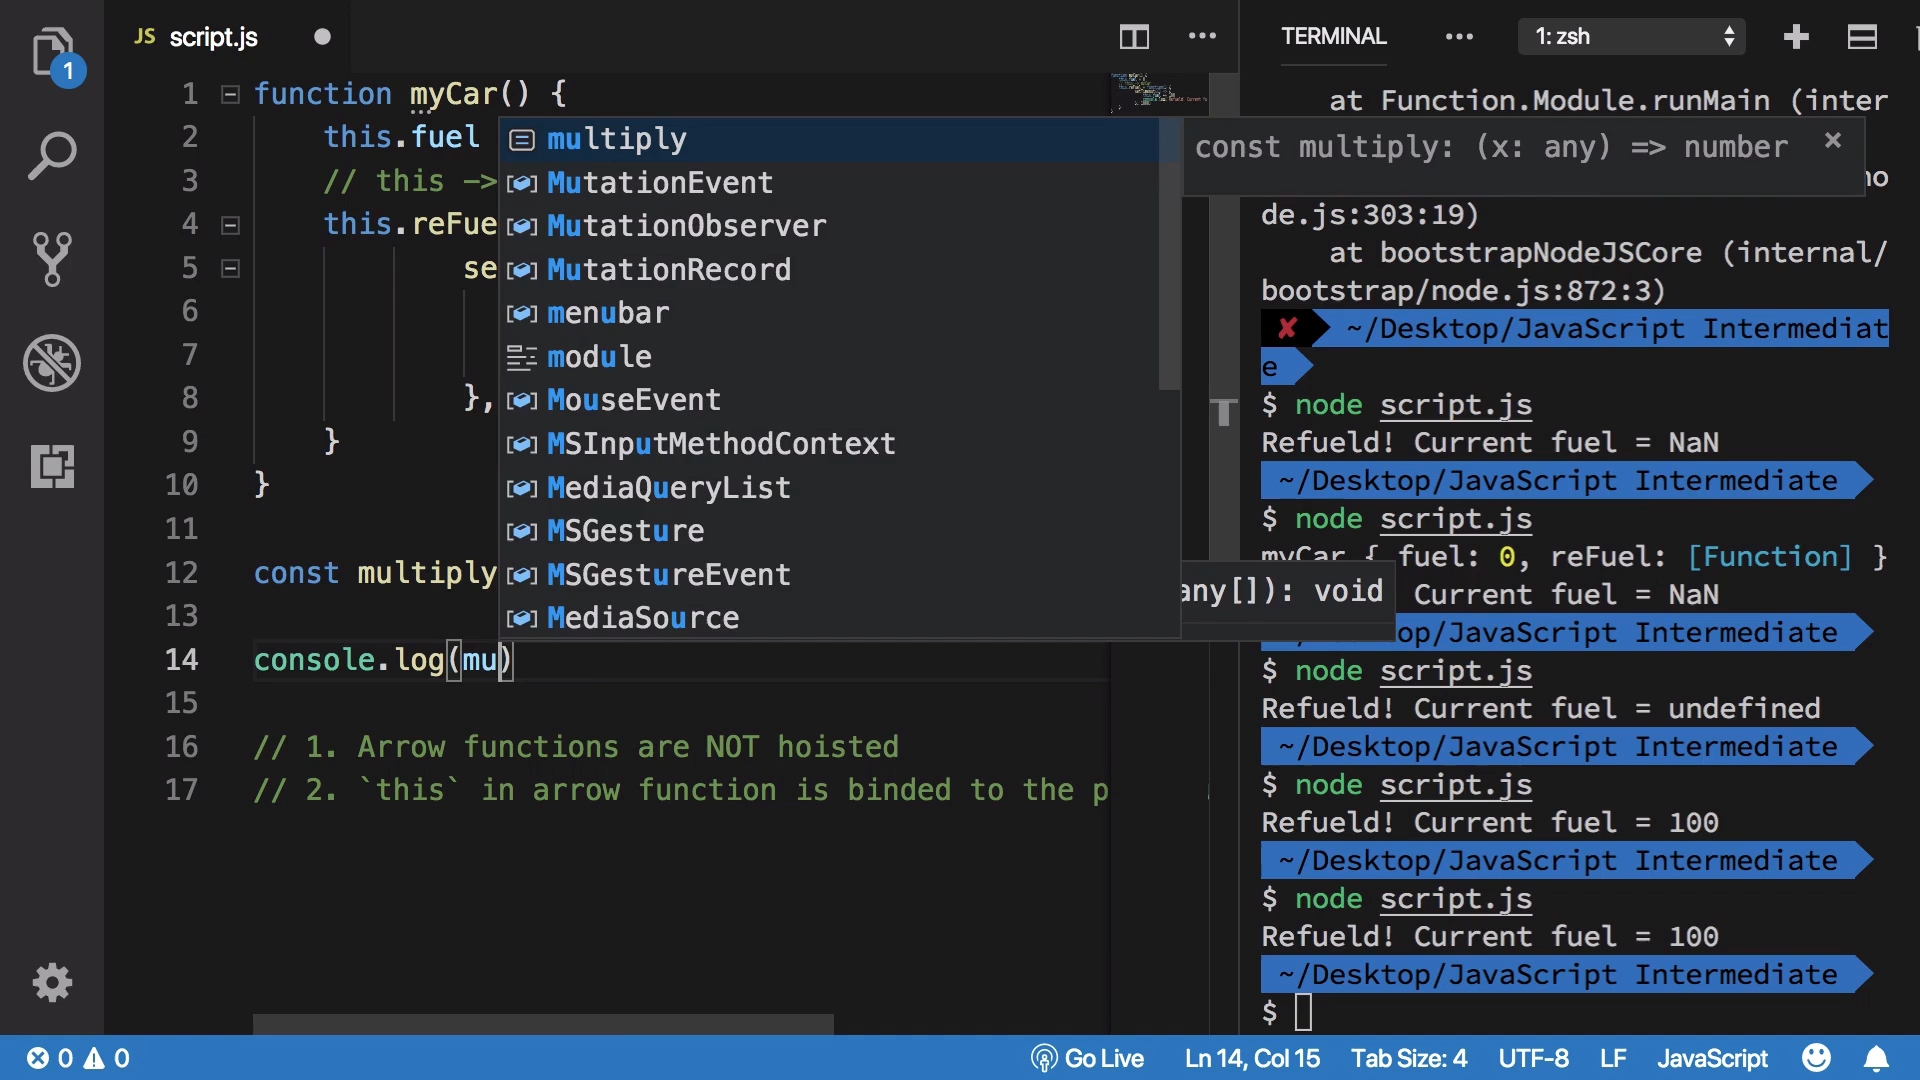 1
JS script.js
1 function myCar() {
2 this.fuel
3 // this ->
4 this.reFue
5 se
6
7
8 },
9 }
10 }
11
12 const multiply
13
14 console.log(mu)
15
16 // 1. Arrow functions are NOT hoisted
17 // 2. `this` in arrow function is binded to the p
multiply
MutationEvent
MutationObserver
MutationRecord
menubar
module
MouseEvent
MSInputMethodContext
MediaQueryList
MSGesture
MSGestureEvent
MediaSource
const multiply: (x: any) => number ×
any[]): void
TERMINAL ... 1: zsh
at Function.Module.runMain (inter
no
de.js:303:19)
at bootstrapNodeJSCore (internal/
bootstrap/node.js:872:3)
✘ ~/Desktop/JavaScript Intermediat
e
$ node script.js
Refueld! Current fuel = NaN
~/Desktop/JavaScript Intermediate
$ node script.js
myCar { fuel: 0, reFuel: [Function] }
Current fuel = NaN
op/JavaScript Intermediate
$ node script.js
Refueld! Current fuel = undefined
~/Desktop/JavaScript Intermediate
$ node script.js
Refueld! Current fuel = 100
~/Desktop/JavaScript Intermediate
$ node script.js
Refueld! Current fuel = 100
~/Desktop/JavaScript Intermediate
$
0 0 Go Live Ln 14, Col 15 Tab Size: 4 UTF-8 LF JavaScript